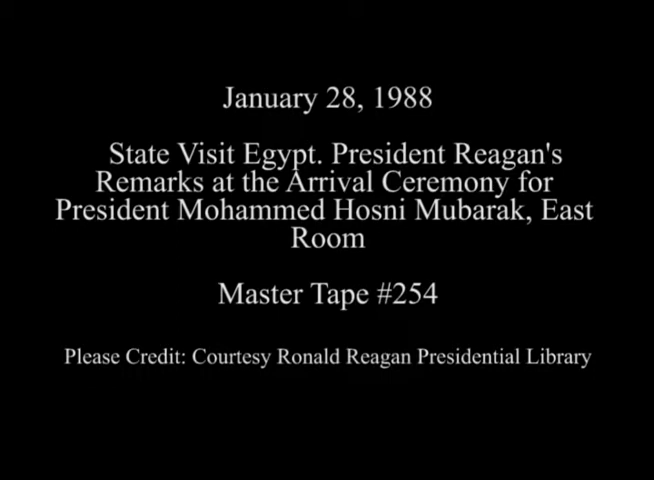 January 28, 1988
State Visit Egypt. President Reagan's
Remarks at the Arrival Ceremony for
President Mohammed Hosni Mubarak, East
Room
Master Tape #254
Please Credit: Courtesy Ronald Reagan Presidential Library